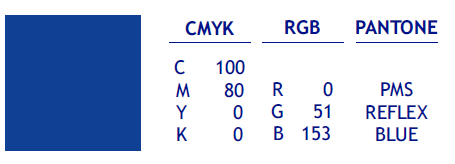 CMYK RGB PANTONE
C 100
M 80 R 0 PMS
Y 0 G 51 REFLEX
K 0 B 153 BLUE